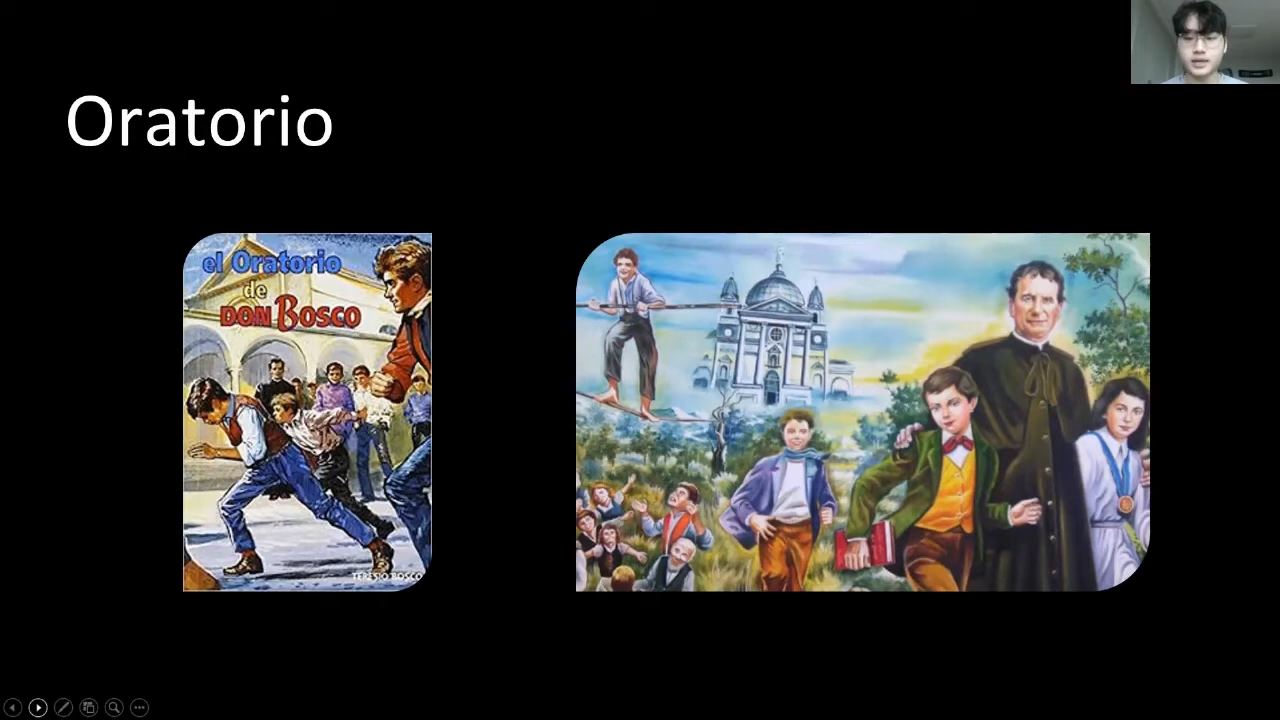 Oratorio
el Oratorio
de
DON BOSCO
TERESIO BOSCO